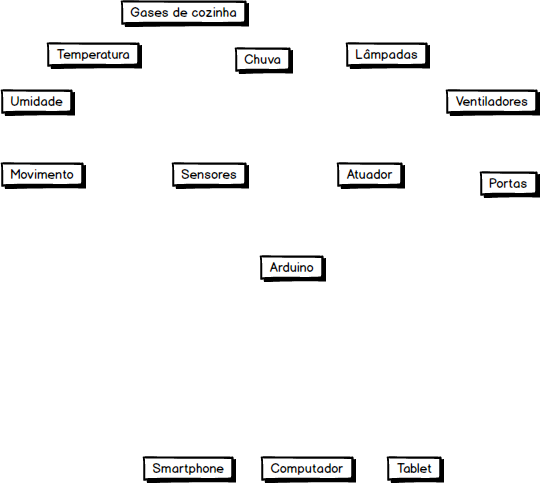 Gases de cozinha
Temperatura
Chuva
Lâmpadas
Umidade
Ventiladores
Movimento
Sensores
Atuador
Portas
Arduino
Smartphone
Computador
Tablet